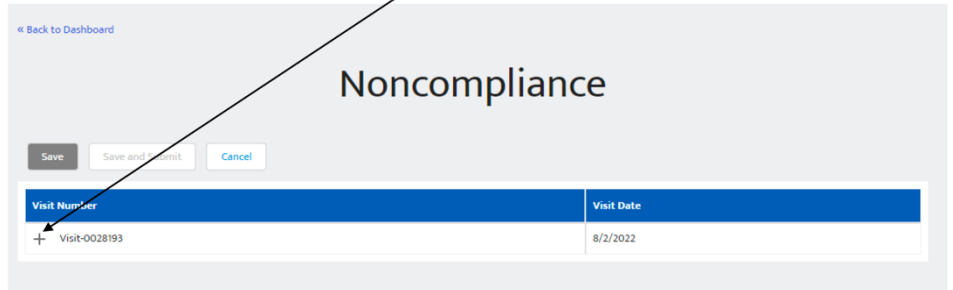 « Back to Dashboard
Noncompliance
Save Save and Submit Cancel
Visit Number Visit Date
Visit-0028193 8/2/2022